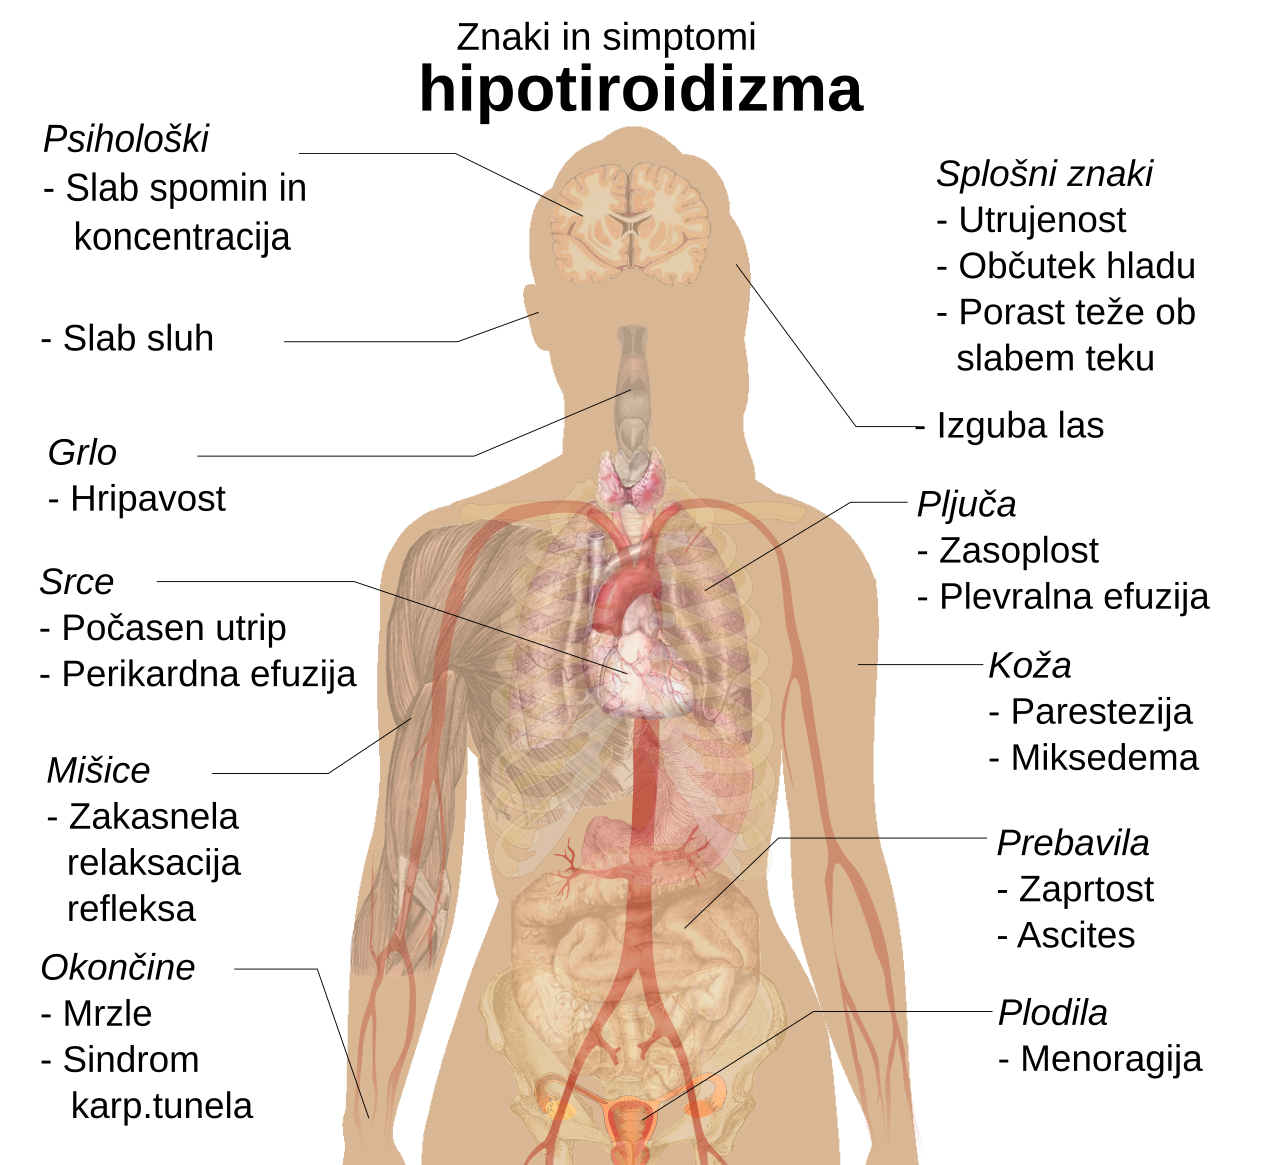 Znaki in simptomi
hipotiroidizma
Psihološki
- Slab spomin in
koncentracija
- Slab sluh
Grlo
- Hripavost
Srce
- Počasen utrip
- Perikardna efuzija
Mišice
- Zakasnela
relaksacija
refleksa
Okončine
- Mrzle
- Sindrom
karp.tunela
Splošni znaki
- Utrujenost
- Občutek hladu
- Porast teže ob
slabem teku
- Izguba las
Pljuča
- Zasoplost
- Plevralna efuzija
Koža
- Parestezija
- Miksedema
Prebavila
- Zaprtost
- Ascites
Plodila
- Menoragija